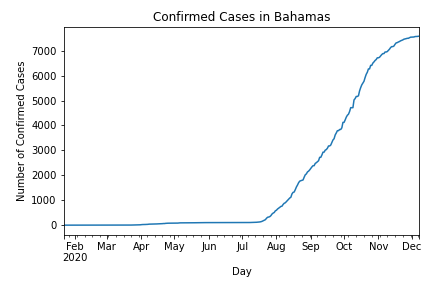 Confirmed Cases in Bahamas
Number of Confirmed Cases
7000
6000
5000
4000
3000
2000
1000
0
Feb Mar Apr May Jun Jul Aug Sep Oct Nov Dec
2020
Day